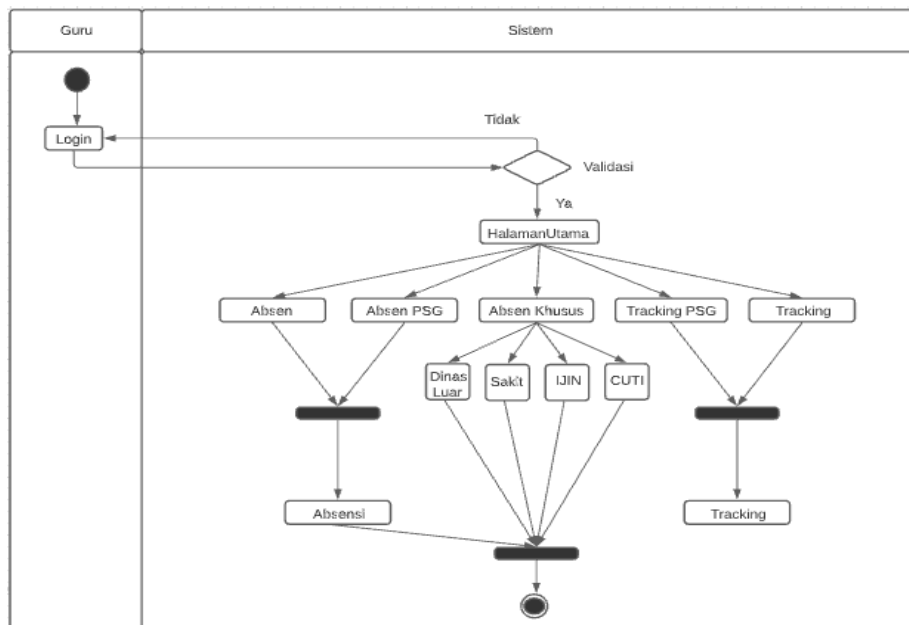 Guru
Sistem
Login
Tidak
Validasi
Ya
HalamanUtama
Absen
Absen PSG
Absen Khusus
Tracking PSG
Tracking
Dinas
Luar
Sakit
IJIN
CUTI
Absensi
Tracking